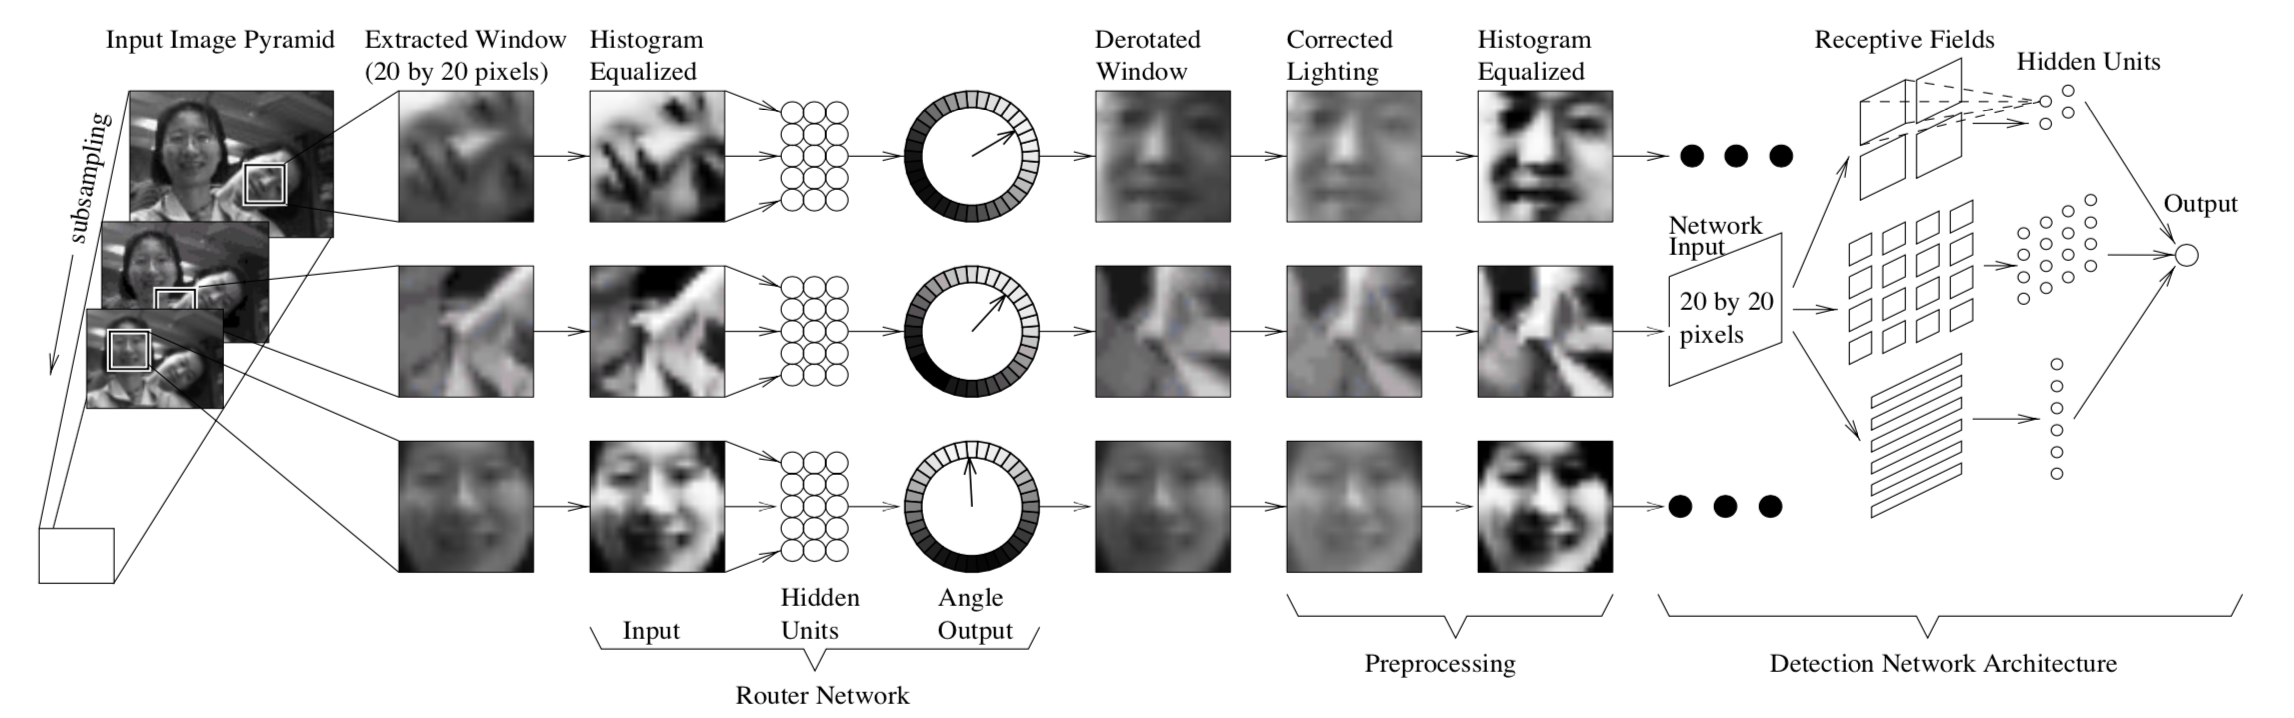 Input Image Pyramid
Extracted Window
(20 by 20 pixels)
Histogram
Equalized
Derotated
Window
Corrected
Lighting
Histogram
Equalized
Receptive Fields
Hidden Units
subsampling
Network
Input
20 by 20
pixels
Output
Input
Hidden
Units
Angle
Output
Router Network
Preprocessing
Detection Network Architecture